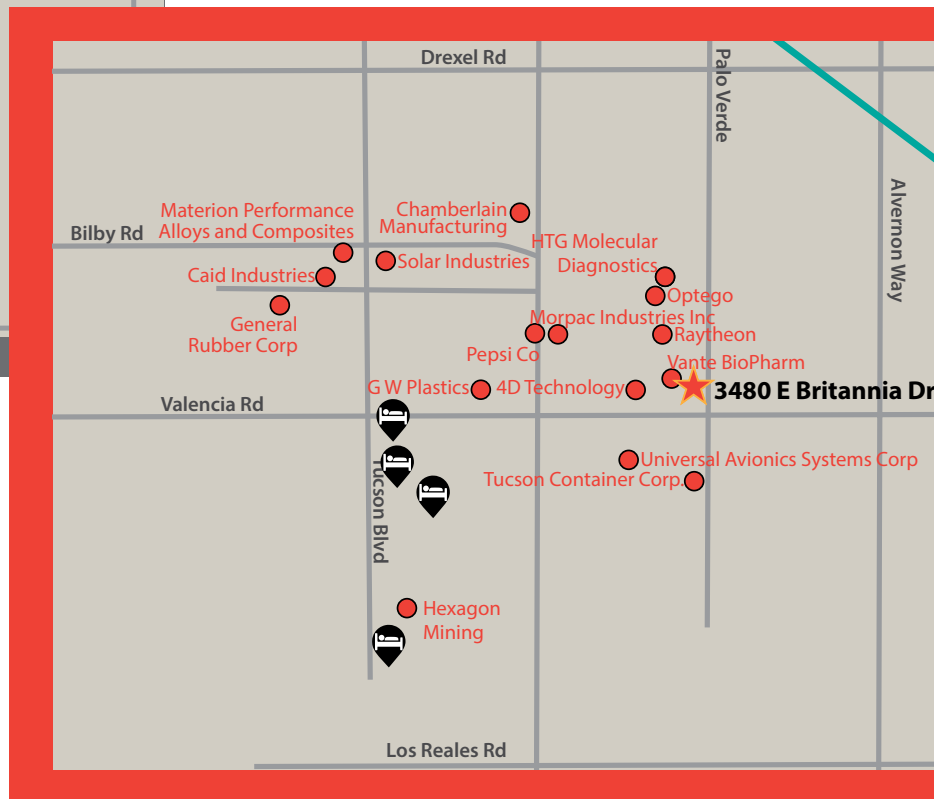 Drexel Rd
Palo Verde
Alvernon Way
Materion Performance
Alloys and Composites
Chamberlain
Manufacturing
Bilby Rd
HTG Molecular
Diagnostics
Solar Industries
Caid Industries
Optego
General
Rubber Corp
Morpac Industries Inc
Raytheon
Pepsi Co
Vante BioPharm
G W Plastics
4D Technology
3480 E Britannia Dr
Valencia Rd
Universal Avionics Systems Corp
Tucson Container Corp.
Tucson Blvd
Hexagon
Mining
Los Reales Rd